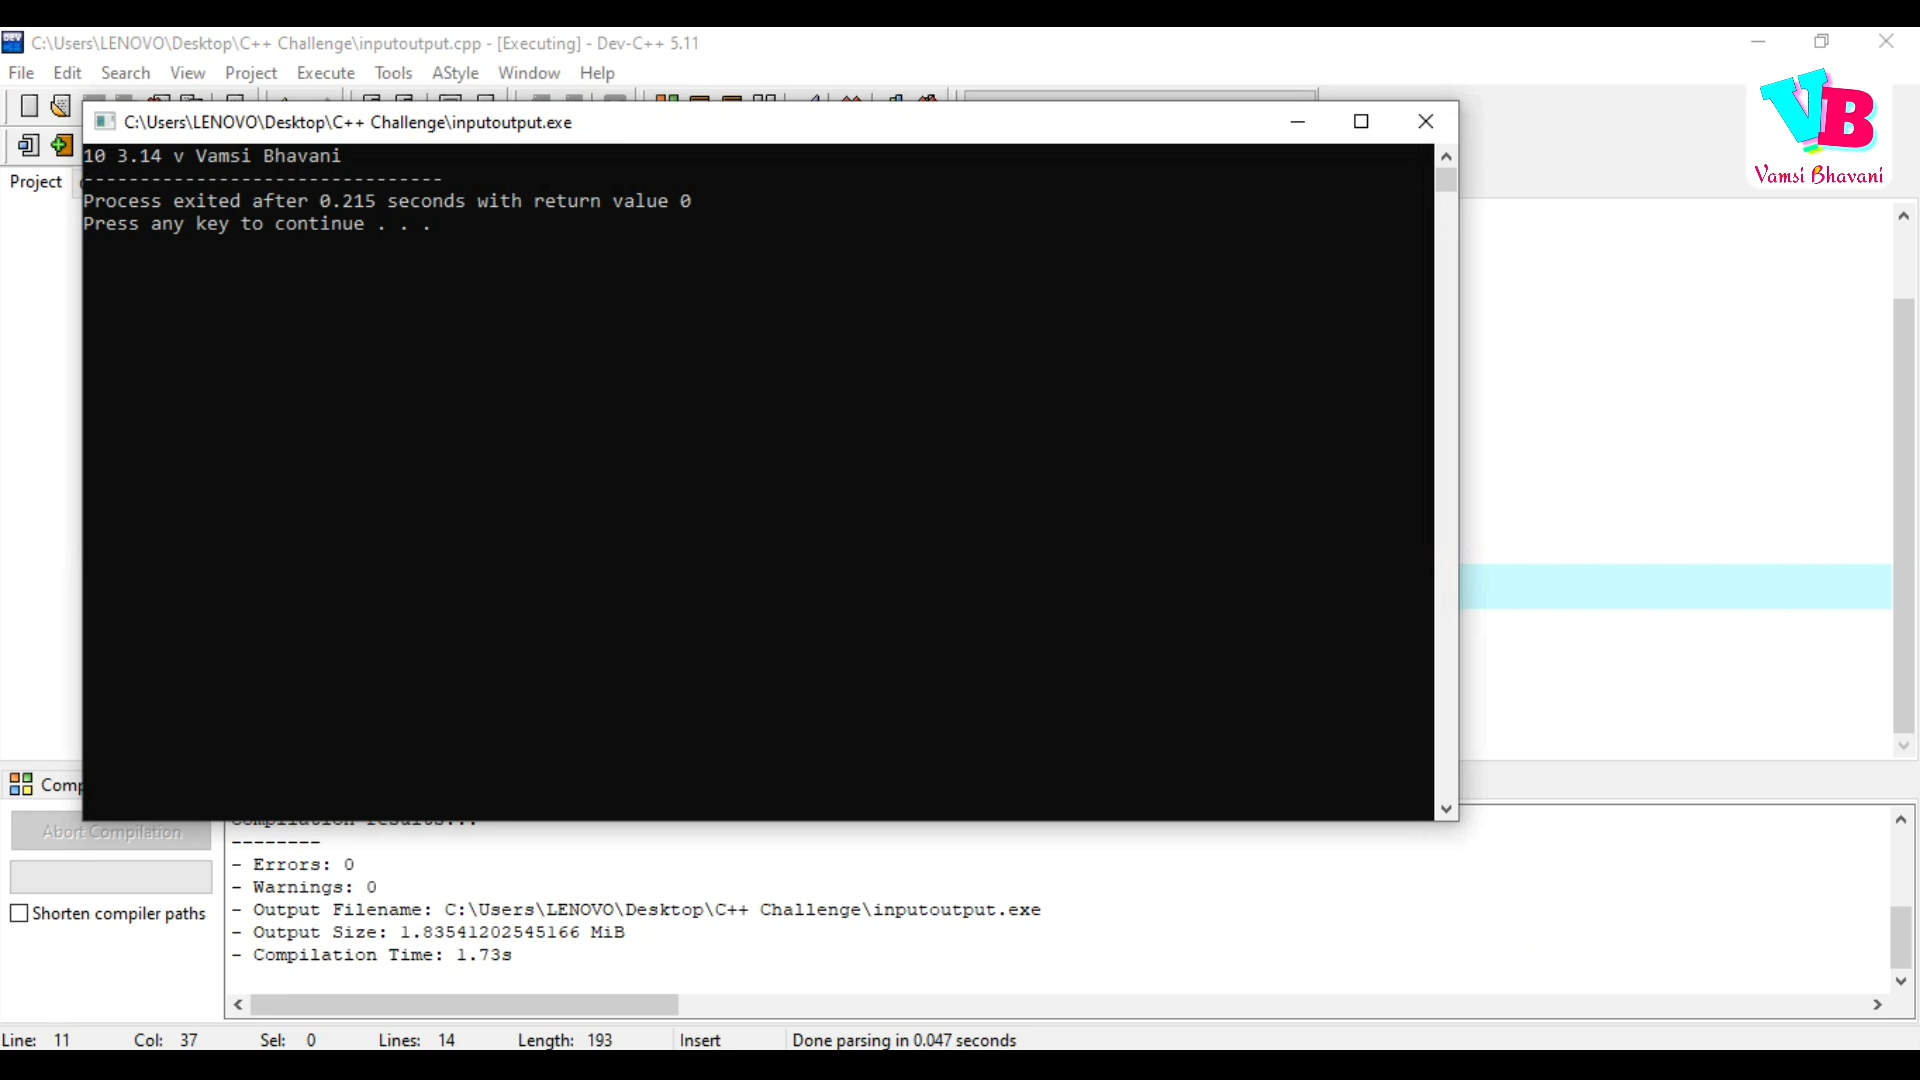 C:\Users\LENOVO\Desktop\C++ Challenge\inputoutput.cpp - [Executing] - Dev-C++ 5.11
File Edit Search View Project Execute Tools AStyle Window Help
VB
Vamsi Bhavani
C:\Users\LENOVO\Desktop\C++ Challenge\inputoutput.exe
10 3.14 v Vamsi Bhavani
--------------------------------
Process exited after 0.215 seconds with return value 0
Press any key to continue . . .
Project
Comp
Abort Compilation
Shorten compiler paths
Compilation results...
--------
- Errors: 0
- Warnings: 0
- Output Filename: C:\Users\LENOVO\Desktop\C++ Challenge\inputoutput.exe
- Output Size: 1.83541202545166 MiB
- Compilation Time: 1.73s
Line: 11 Col: 37 Sel: 0 Lines: 14 Length: 193 Insert Done parsing in 0.047 seconds